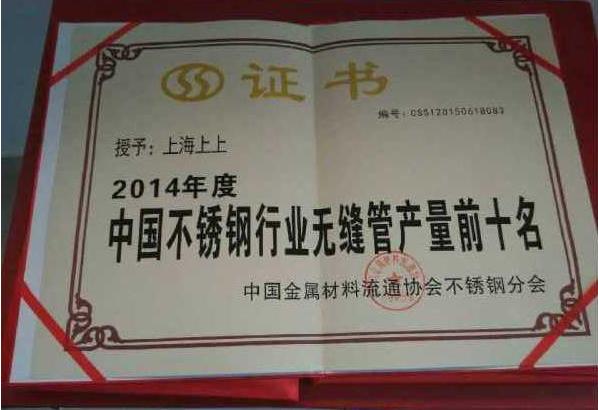 证书
编号:CSS120150618083
授予:上海上上
2014年度
中国不锈钢行业无缝管产量前十名
中国金属材料流通协会不锈钢分会